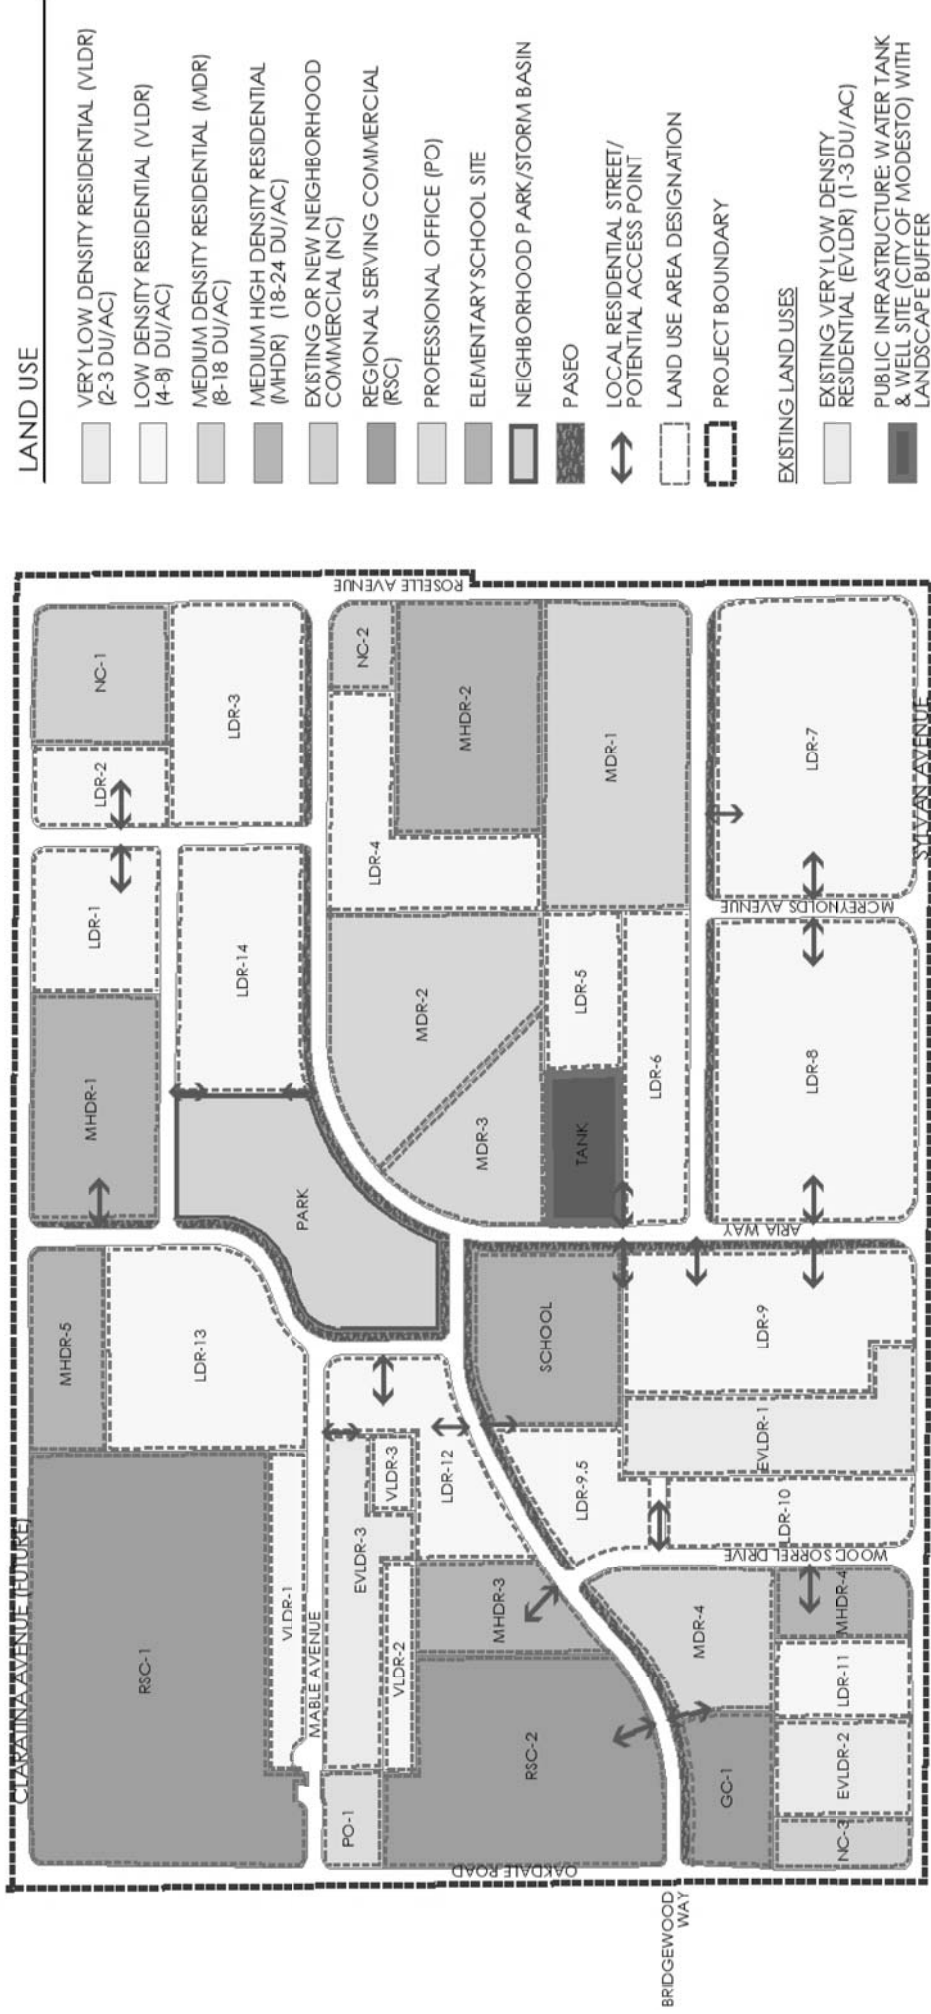 LAND USE
VERY LOW DENSITY RESIDENTIAL (VLDR)
(2-3 DU/AC)
LOW DENSITY RESIDENTIAL (VLDR)
(4-8) DU/AC)
MEDIUM DENSITY RESIDENTIAL (MDR)
(8-18 DU/AC)
MEDIUM HIGH DENSITY RESIDENTIAL
(MHDR) (18-24 DU/AC)
EXISTING OR NEW NEIGHBORHOOD
COMMERCIAL (NC)
REGIONAL SERVING COMMERCIAL
(RSC)
PROFESSIONAL OFFICE (PO)
ELEMENTARY SCHOOL SITE
NEIGHBORHOOD PARK/STORM BASIN
PASEO
LOCAL RESIDENTIAL STREET/
POTENTIAL ACCESS POINT
LAND USE AREA DESIGNATION
PROJECT BOUNDARY
EXISTING LAND USES
EXISTING VERY LOW DENSITY
RESIDENTIAL (EVLDR) (1-3 DU/AC)
PUBLIC INFRASTRUCTURE: WATER TANK
& WELL SITE (CITY OF MODESTO) WITH
LANDSCAPE BUFFER
CLARATINA AVENUE (FUTURE)
RSC-1
MHDR-5
MHDR-1
LDR-1
LDR-2
NC-1
LDR-13
LDR-14
LDR-3
VLDR-1
MABLE AVENUE
PARK
ROSELLE AVENUE
PO-1
EVLDR-3
VLDR-3
VLDR-2
LDR-12
LDR-4
NC-2
MDR-2
MHDR-2
MDR-3
OAKDALE ROAD
RSC-2
MHDR-3
SCHOOL
LDR-9.5
TANK
LDR-5
MDR-1
LDR-6
BRIDGEWOOD
WAY
GC-1
MDR-4
WOOD SORREL DRIVE
EVLDR-1
LDR-9
ARIA WAY
MCREYNOLDS AVENUE
LDR-10
LDR-8
LDR-7
NC-3
EVLDR-2
LDR-11
MHDR-4
SYLVAN AVENUE